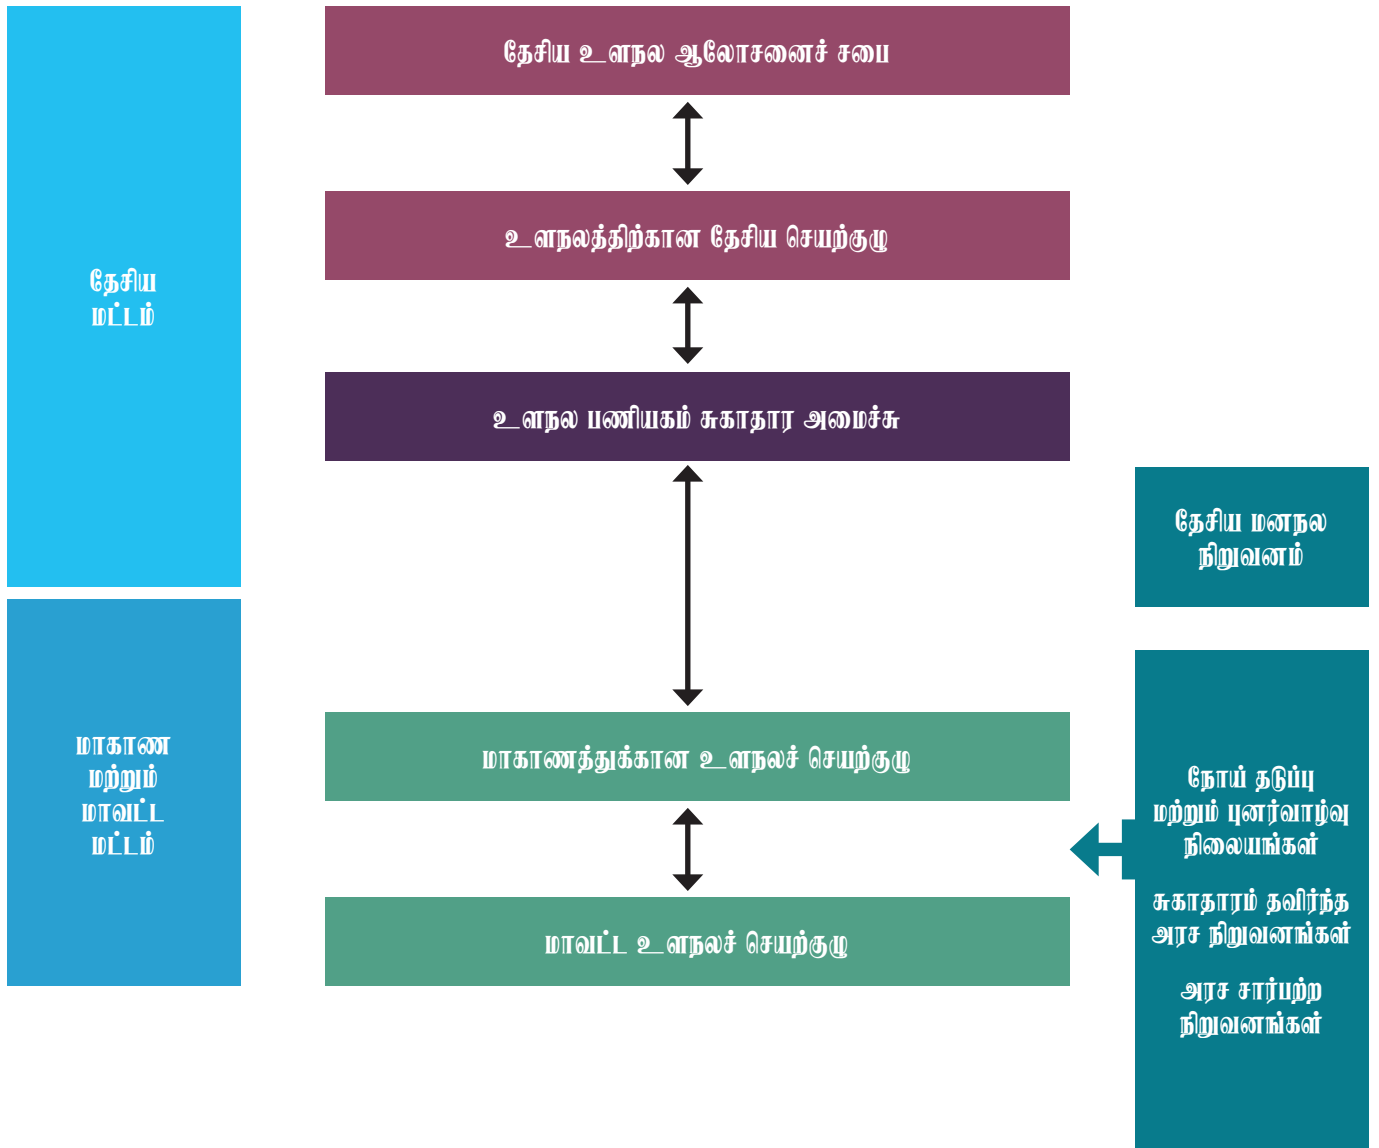 தேசிய
மட்டம்
மாகாண
மற்றும்
மாவட்ட
மட்டம்
தேசிய உளநல ஆலோசனைச் சபை
உளநலத்திற்கான தேசிய செயற்குழு
உளநல பணியகம் சுகாதார அமைச்சு
மாகாணத்துக்கான உளநலச் செயற்குழு
மாவட்ட உளநலச் செயற்குழு
தேசிய மனநல
நிறுவனம்
நோய் தடுப்பு
மற்றும் புனர்வாழ்வு
நிலையங்கள்
சுகாதாரம் தவிர்ந்த
அரச நிறுவனங்கள்
அரச சார்பற்ற
நிறுவனங்கள்